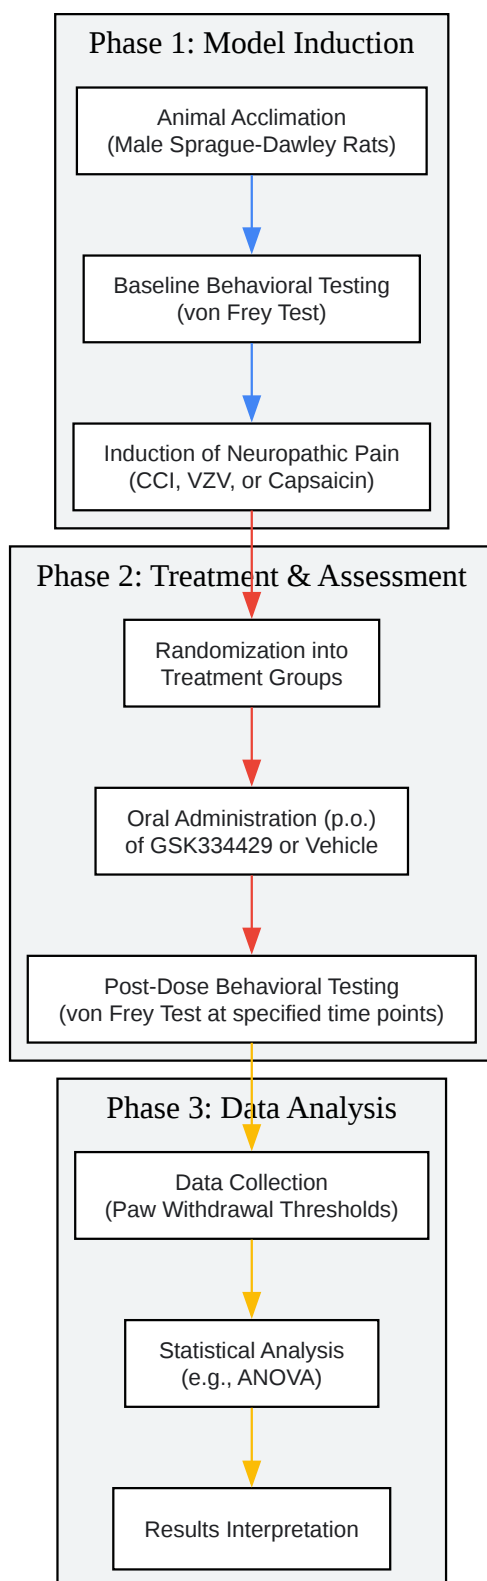 Phase 1: Model Induction
Animal Acclimation
(Male Sprague-Dawley Rats)
Baseline Behavioral Testing
(von Frey Test)
Induction of Neuropathic Pain
(CCI, VZV, or Capsaicin)
Phase 2: Treatment & Assessment
Randomization into
Treatment Groups
Oral Administration (p.o.)
of GSK334429 or Vehicle
Post-Dose Behavioral Testing
(von Frey Test at specified time points)
Phase 3: Data Analysis
Data Collection
(Paw Withdrawal Thresholds)
Statistical Analysis
(e.g., ANOVA)
Results Interpretation